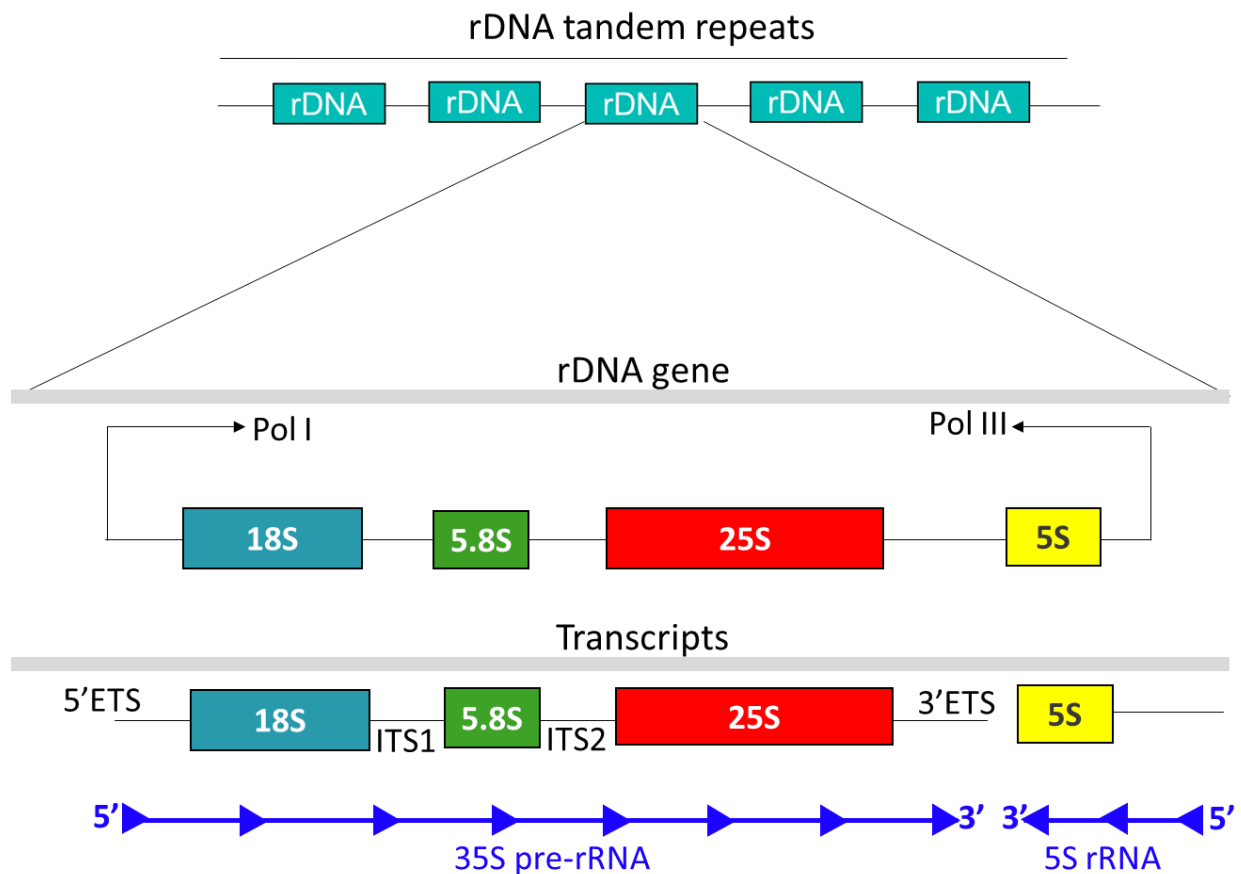 rDNA tandem repeats
rDNA rDNA rDNA rDNA rDNA
rDNA gene
Pol I Pol III
18S 5.8S 25S 5S
Transcripts
5’ETS 18S ITS1 5.8S ITS2 25S 3’ETS 5S
5’ 3’ 3’ 5’
35S pre-rRNA 5S rRNA